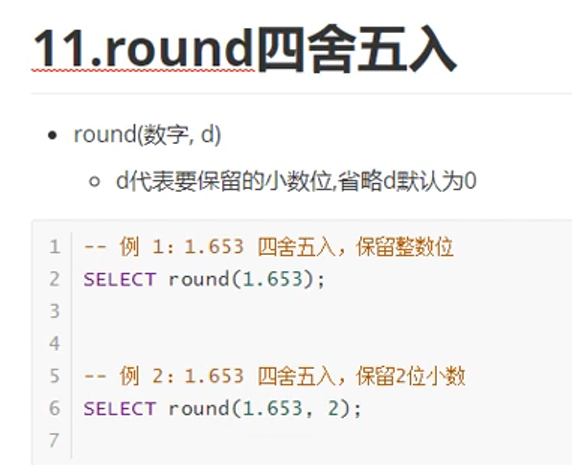 11.round四舍五入
round(数字, d)
d代表要保留的小数位,省略d默认为0
1 -- 例 1：1.653 四舍五入，保留整数位
2 SELECT round(1.653);
3
4
5 -- 例 2：1.653 四舍五入，保留2位小数
6 SELECT round(1.653, 2);
7